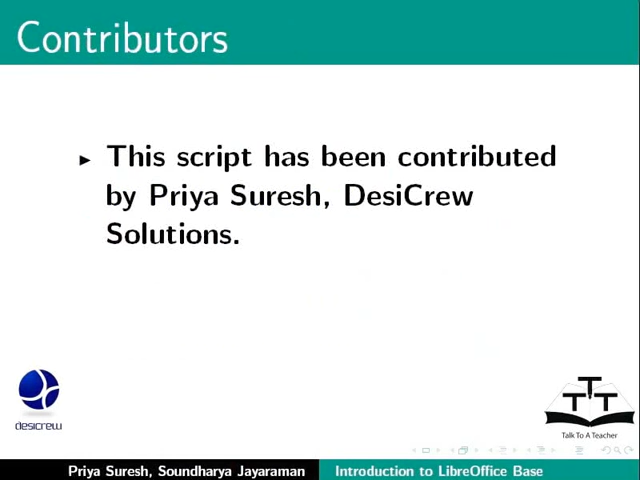 Contributors
This script has been contributed
by Priya Suresh, DesiCrew
Solutions.
desicrew
TTT
Talk To A Teacher
Priya Suresh, Soundharya Jayaraman
Introduction to LibreOffice Base